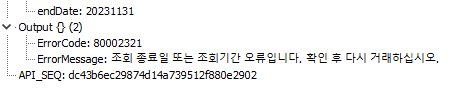 endDate: 20231131
Output {} (2)
ErrorCode: 80002321
ErrorMessage: 조회 종료일 또는 조회기간 오류입니다. 확인 후 다시 거래하십시오.
API_SEQ: dc43b6ec29874d14a739512f880e2902